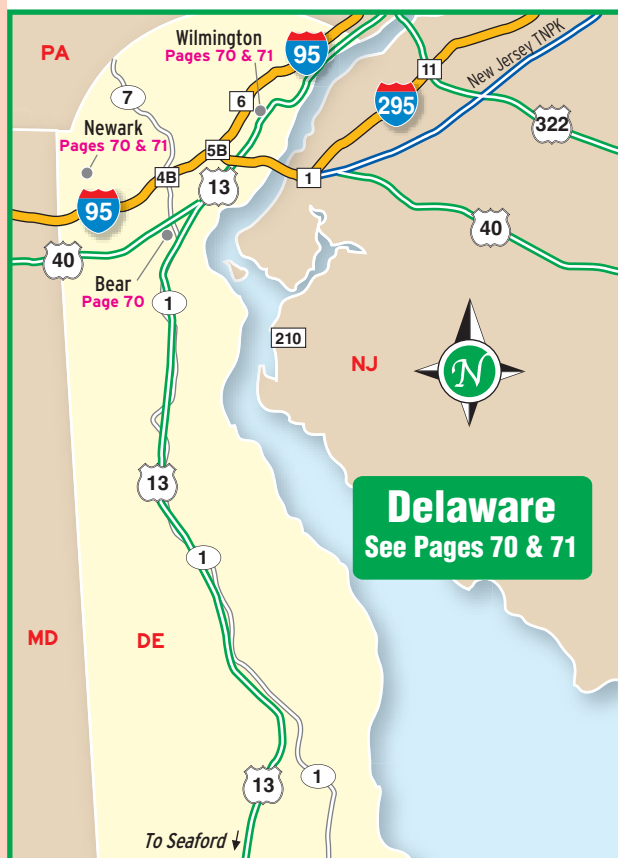 PA
Wilmington
Pages 70 & 71
95
11
New Jersey TNPK
7
6
295
322
Newark
Pages 70 & 71
5B
4B
13
1
95
40
40
Bear
Page 70
1
210
NJ
N
13
Delaware
See Pages 70 & 71
1
MD
DE
13
1
To Seaford